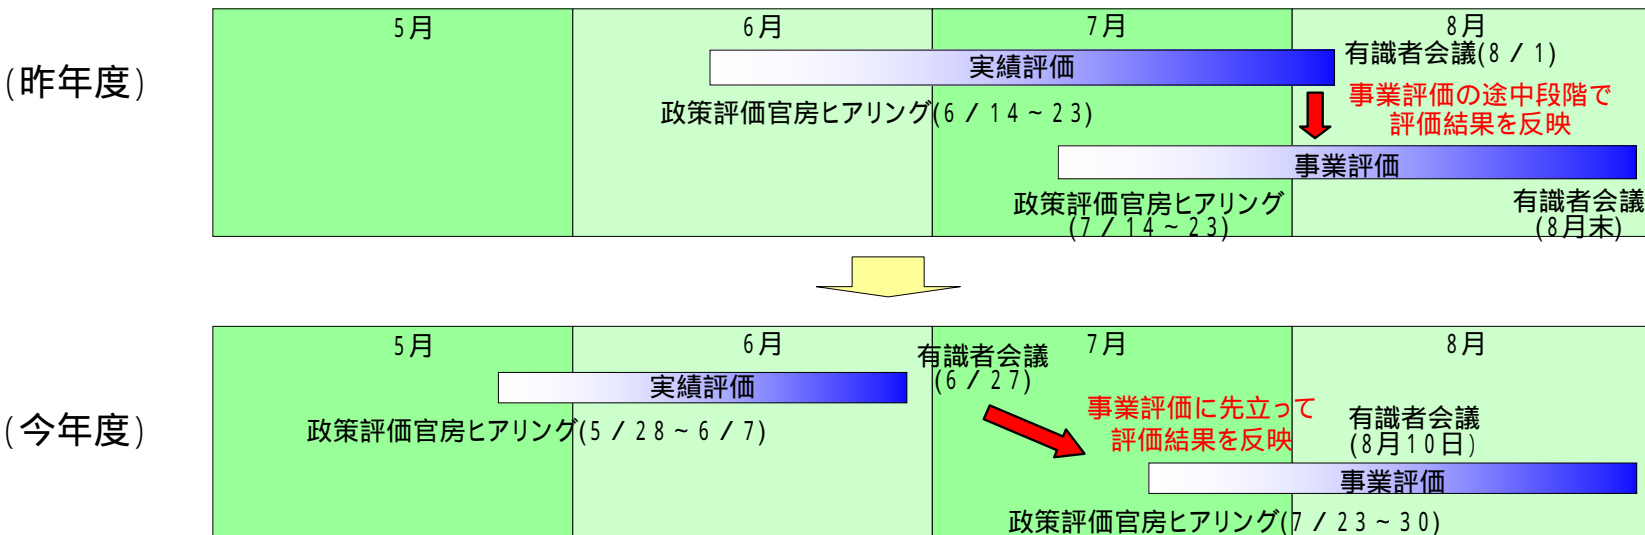 5月
6月
7月
8月
(昨年度)
実績評価
有識者会議(8/1)
政策評価官房ヒアリング(6/14~23)
事業評価の途中段階で
評価結果を反映
事業評価
政策評価官房ヒアリング
(7/14~23)
有識者会議
(8月末)
5月
6月
7月
8月
(今年度)
実績評価
有識者会議
(6/27)
政策評価官房ヒアリング(5/28~6/7)
事業評価に先立って
評価結果を反映
有識者会議
(8月10日)
事業評価
政策評価官房ヒアリング(7/23~30)